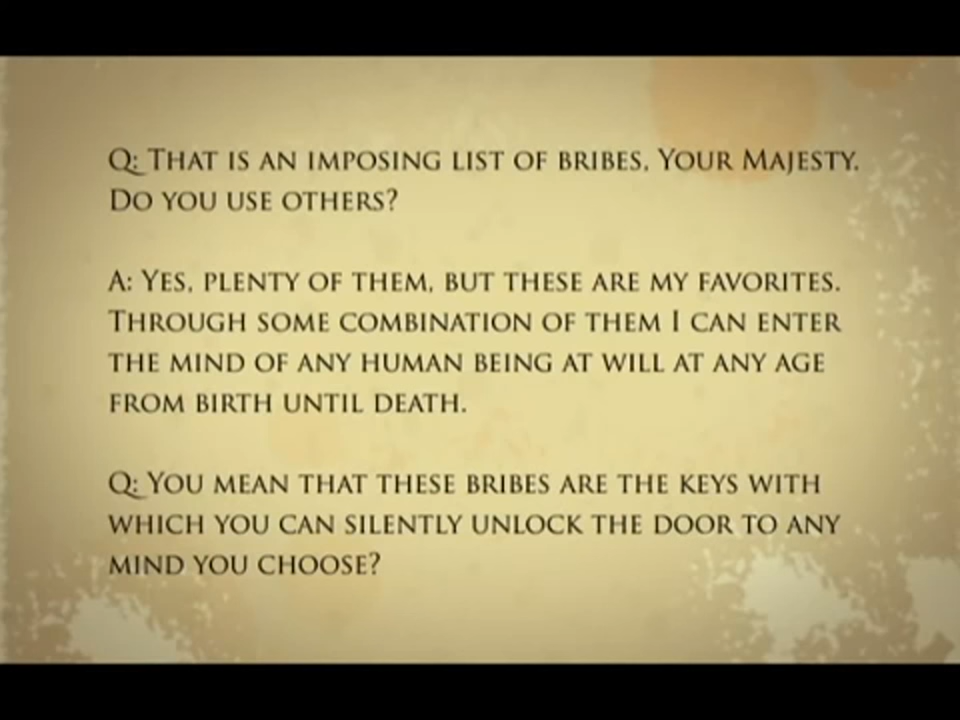 Q: That is an imposing list of bribes, Your Majesty.
Do you use others?
A: Yes, plenty of them, but these are my favorites.
Through some combination of them I can enter
the mind of any human being at will at any age
from birth until death.
Q: You mean that these bribes are the keys with
which you can silently unlock the door to any
mind you choose?